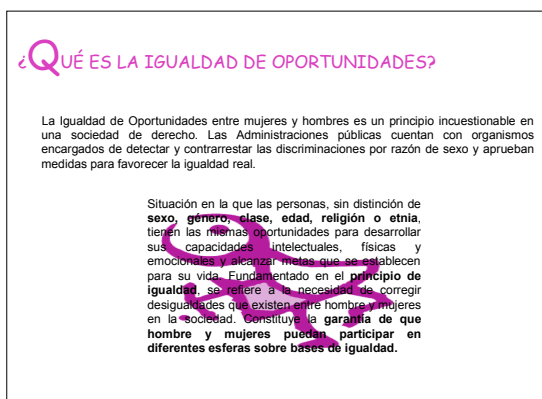 ¿QUÉ ES LA IGUALDAD DE OPORTUNIDADES?
La Igualdad de Oportunidades entre mujeres y hombres es un principio incuestionable en
una sociedad de derecho. Las Administraciones públicas cuentan con organismos
encargados de detectar y contrarrestar las discriminaciones por razón de sexo y aprueban
medidas para favorecer la igualdad real.
Situación en la que las personas, sin distinción de
sexo, género, clase, edad, religión o etnia,
tienen las mismas oportunidades para desarrollar
sus capacidades intelectuales, físicas y
emocionales y alcanzar metas que se establecen
para su vida. Fundamentado en el principio de
igualdad, se refiere a la necesidad de corregir
desigualdades que existen entre hombre y mujeres
en la sociedad. Constituye la garantía de que
hombre y mujeres puedan participar en
diferentes esferas sobre bases de igualdad.